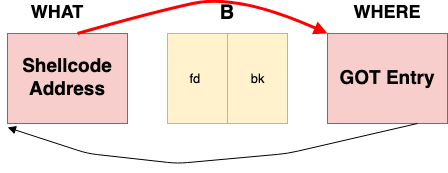 WHAT
B
WHERE
Shellcode
Address
fd
bk
GOT Entry